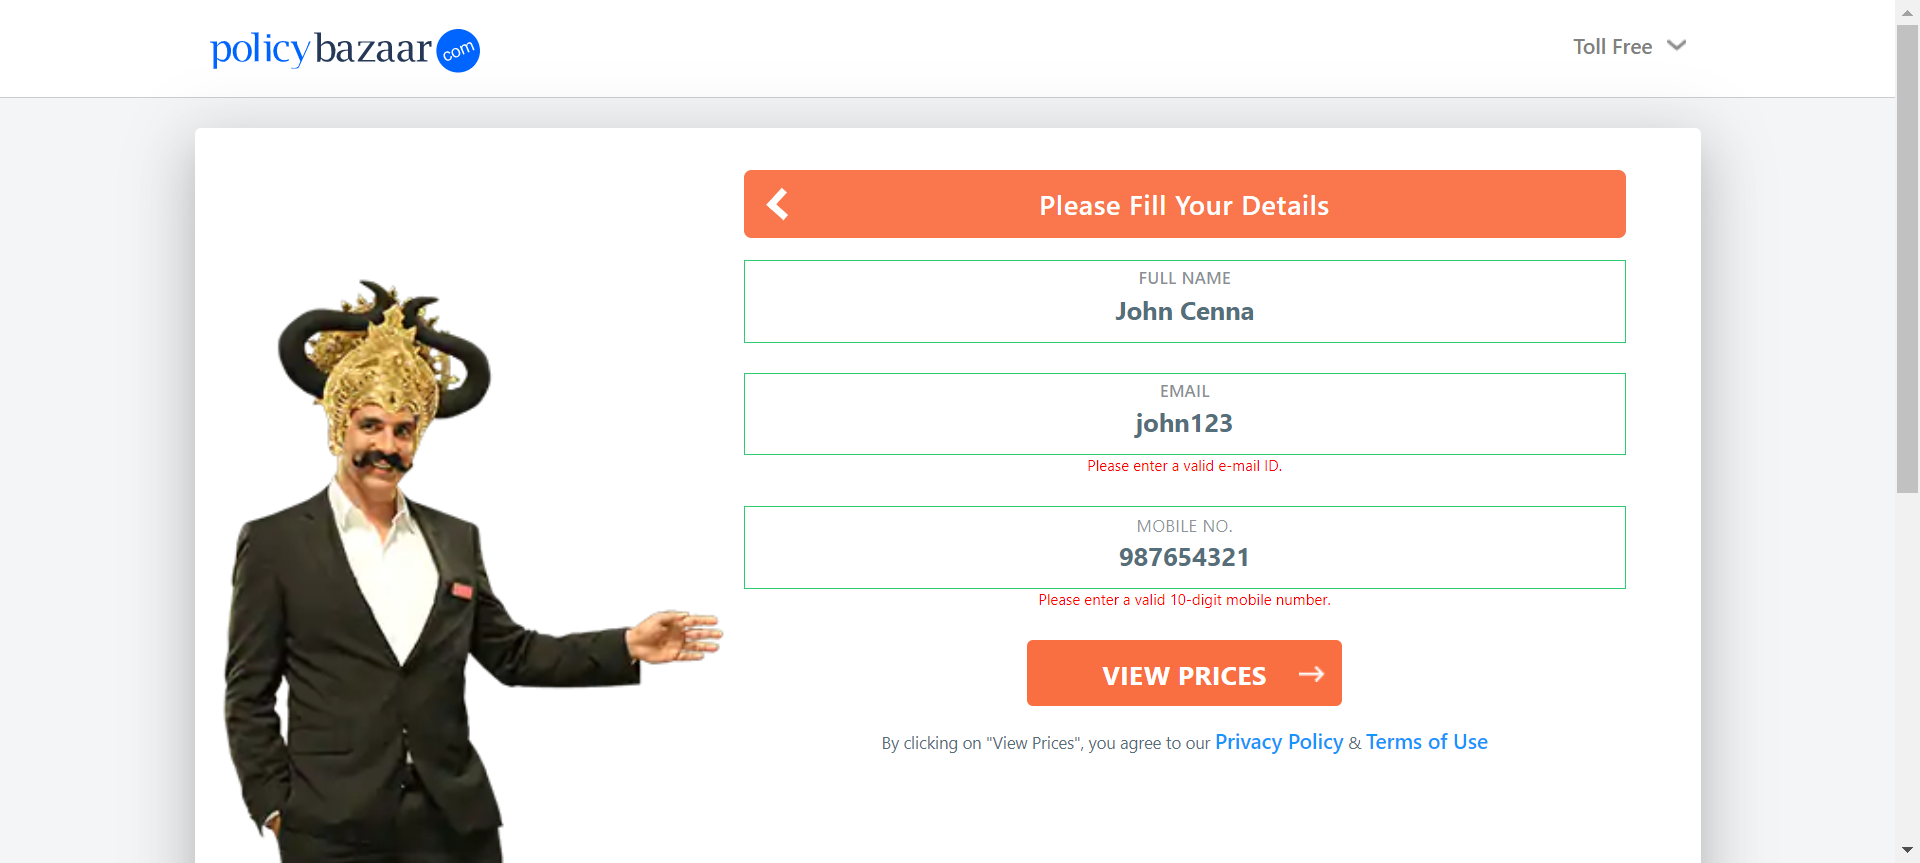 policybazaar com
Toll Free
Please Fill Your Details
FULL NAME
John Cenna
EMAIL
john123
Please enter a valid e-mail ID.
MOBILE NO.
987654321
Please enter a valid 10-digit mobile number.
VIEW PRICES
By clicking on "View Prices", you agree to our Privacy Policy & Terms of Use